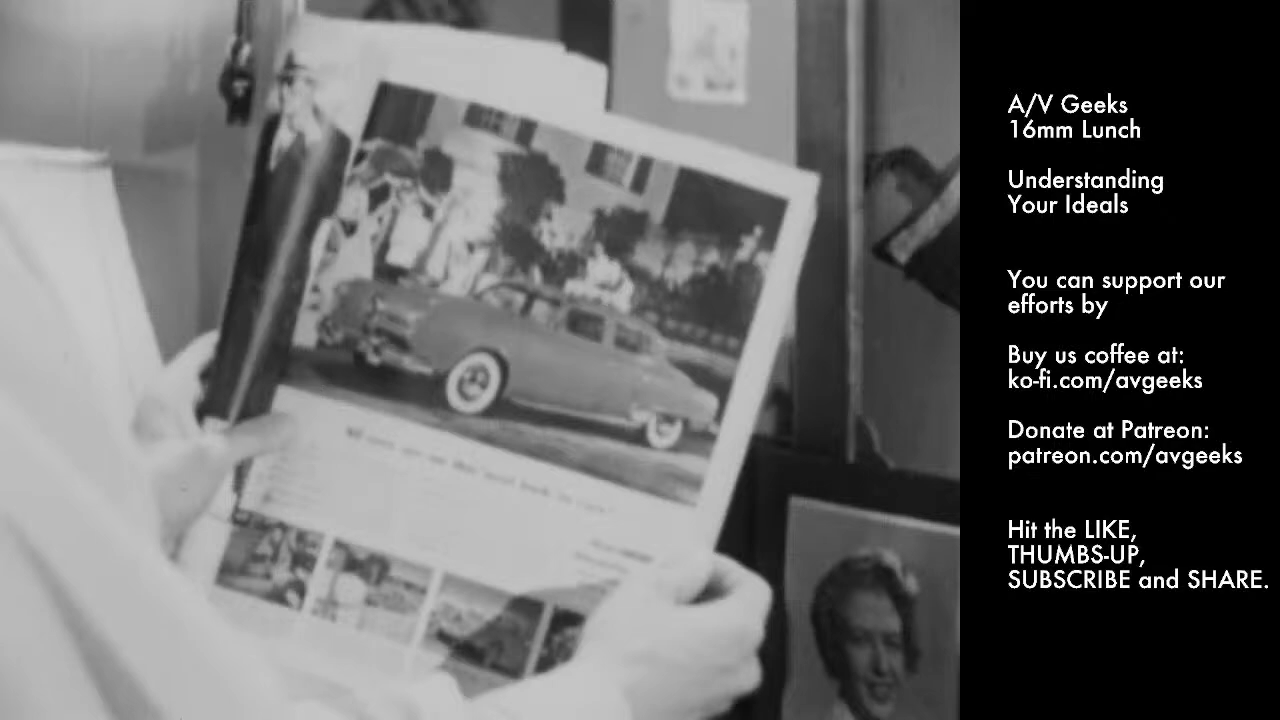 A/V Geeks
16mm Lunch
Understanding
Your Ideals
You can support our
efforts by
Buy us coffee at:
ko-fi.com/avgeeks
Donate at Patreon:
patreon.com/avgeeks
Hit the LIKE,
THUMBS-UP,
SUBSCRIBE and SHARE.